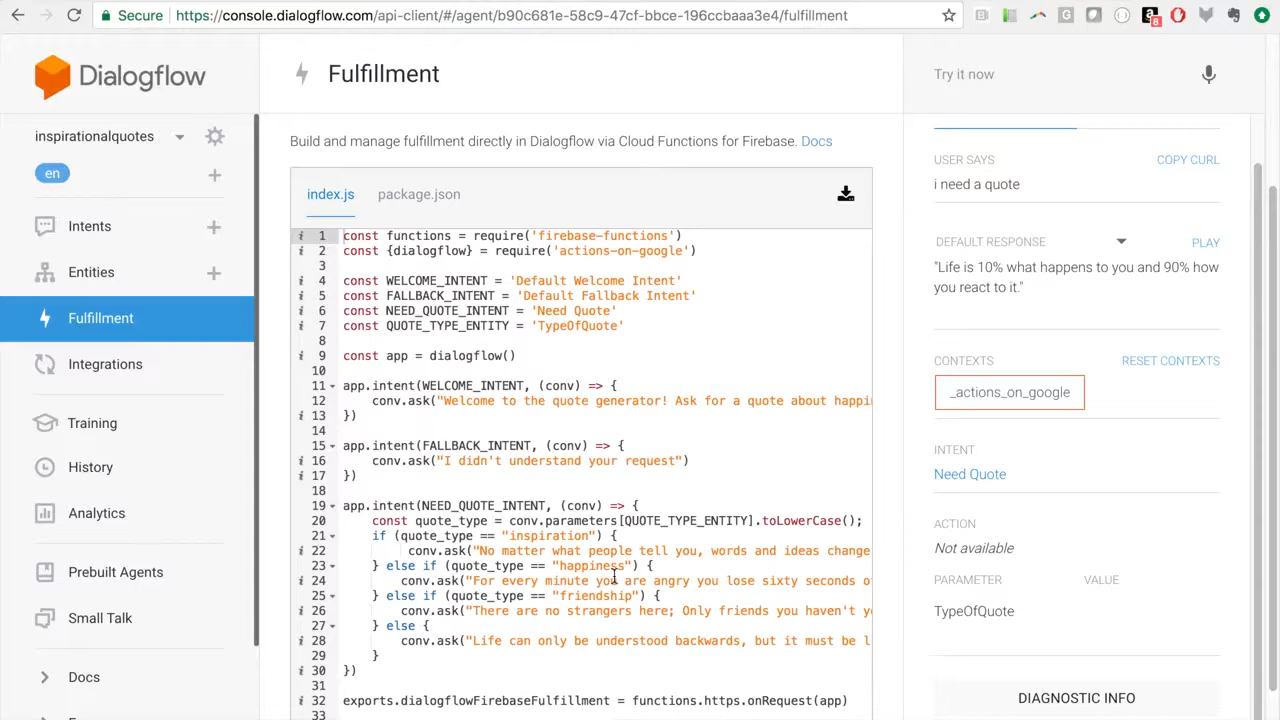 Secure
https://console.dialogflow.com/api-client/#/agent/b90c681e-58c9-47cf-bbce-196ccbaaa3e4/fulfillment
8
Dialogflow
Fulfillment
Try it now
inspirationalquotes
en
Intents
Entities
Fulfillment
Integrations
Training
History
Analytics
Prebuilt Agents
Small Talk
Docs
Build and manage fulfillment directly in Dialogflow via Cloud Functions for Firebase. Docs
index.js
package.json
1 const functions = require('firebase-functions')
2 const {dialogflow} = require('actions-on-google')
3
4 const WELCOME_INTENT = 'Default Welcome Intent'
5 const FALLBACK_INTENT = 'Default Fallback Intent'
6 const NEED_QUOTE_INTENT = 'Need Quote'
7 const QUOTE_TYPE_ENTITY = 'TypeOfQuote'
8
9 const app = dialogflow()
10
11 app.intent(WELCOME_INTENT, (conv) => {
12 conv.ask("Welcome to the quote generator! Ask for a quote about happi
13 })
14
15 app.intent(FALLBACK_INTENT, (conv) => {
16 conv.ask("I didn't understand your request")
17 })
18
19 app.intent(NEED_QUOTE_INTENT, (conv) => {
20 const quote_type = conv.parameters[QUOTE_TYPE_ENTITY].toLowerCase();
21 if (quote_type == "inspiration") {
22 conv.ask("No matter what people tell you, words and ideas change
23 } else if (quote_type == "happiness") {
24 conv.ask("For every minute you are angry you lose sixty seconds o
25 } else if (quote_type == "friendship") {
26 conv.ask("There are no strangers here; Only friends you haven't y
27 } else {
28 conv.ask("Life can only be understood backwards, but it must be l
29 }
30 })
31
32 exports.dialogflowFirebaseFulfillment = functions.https.onRequest(app)
33
USER SAYS
COPY CURL
i need a quote
DEFAULT RESPONSE
PLAY
"Life is 10% what happens to you and 90% how
you react to it."
CONTEXTS
RESET CONTEXTS
_actions_on_google
INTENT
Need Quote
ACTION
Not available
PARAMETER
VALUE
TypeOfQuote
DIAGNOSTIC INFO